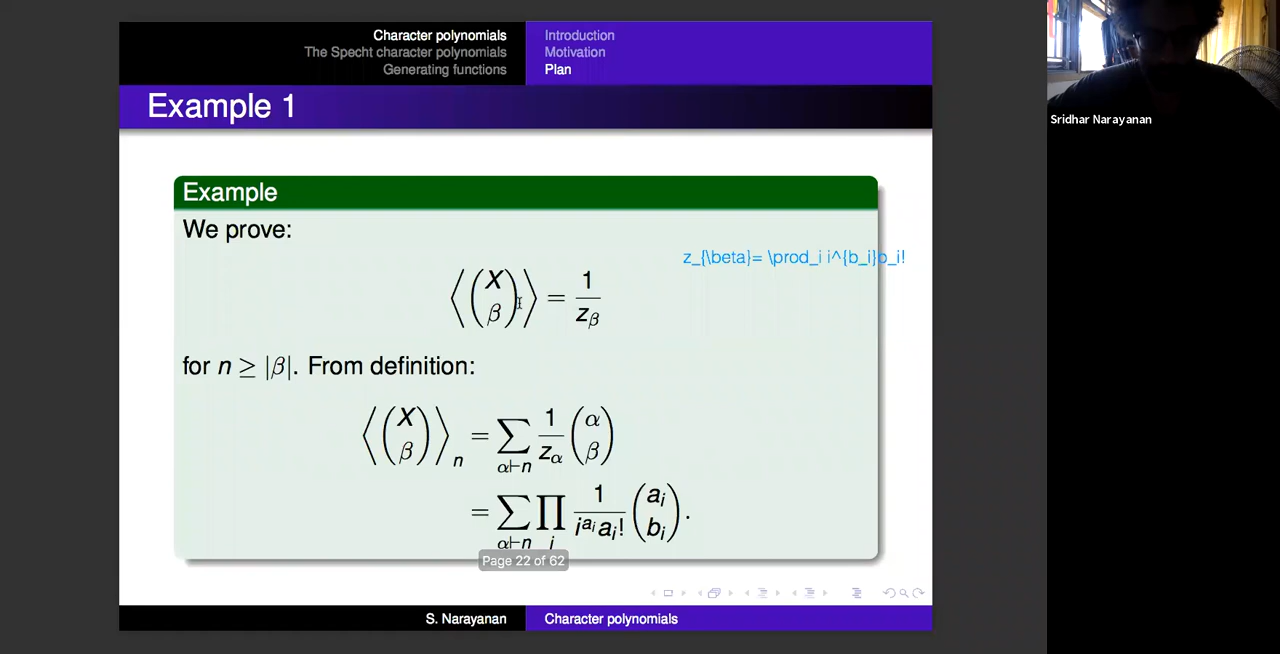 Character polynomials
The Specht character polynomials
Generating functions
Introduction
Motivation
Plan
Example 1
Example
We prove:
z_{\beta}= \prod_i i^{b_i}b_i!
⟨(X β)⟩ = 1/z_β
for n ≥ |β|. From definition:
⟨(X β)⟩_n = ∑_{α⊢n} 1/z_α (α β)
= ∑_{α⊢n} ∏_i 1/(i^{a_i} a_i!) (a_i b_i).
Page 22 of 62
S. Narayanan
Character polynomials
Sridhar Narayanan